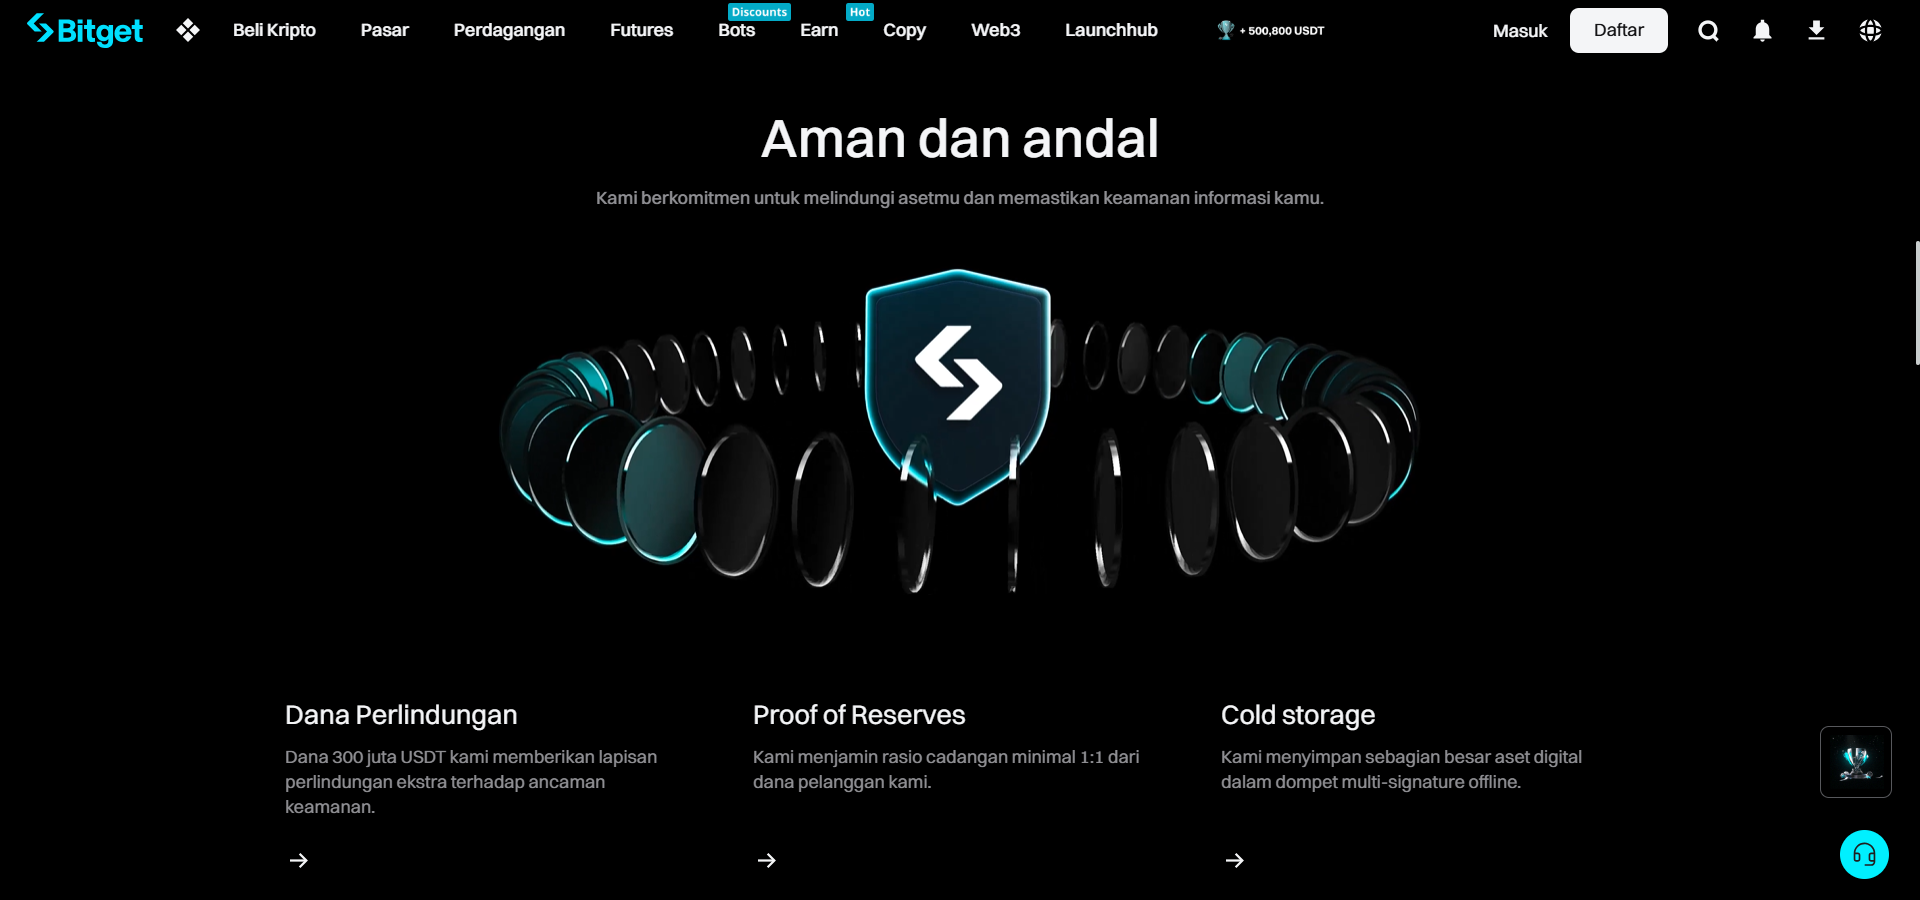 Bitget
Beli Kripto
Pasar
Perdagangan
Futures
Discounts
Bots
Hot
Earn
Copy
Web3
Launchhub
+ 500,800 USDT
Masuk
Daftar
Aman dan andal
Kami berkomitmen untuk melindungi asetmu dan memastikan keamanan informasi kamu.
Dana Perlindungan
Dana 300 juta USDT kami memberikan lapisan
perlindungan ekstra terhadap ancaman
keamanan.
Proof of Reserves
Kami menjamin rasio cadangan minimal 1:1 dari
dana pelanggan kami.
Cold storage
Kami menyimpan sebagian besar aset digital
dalam dompet multi-signature offline.